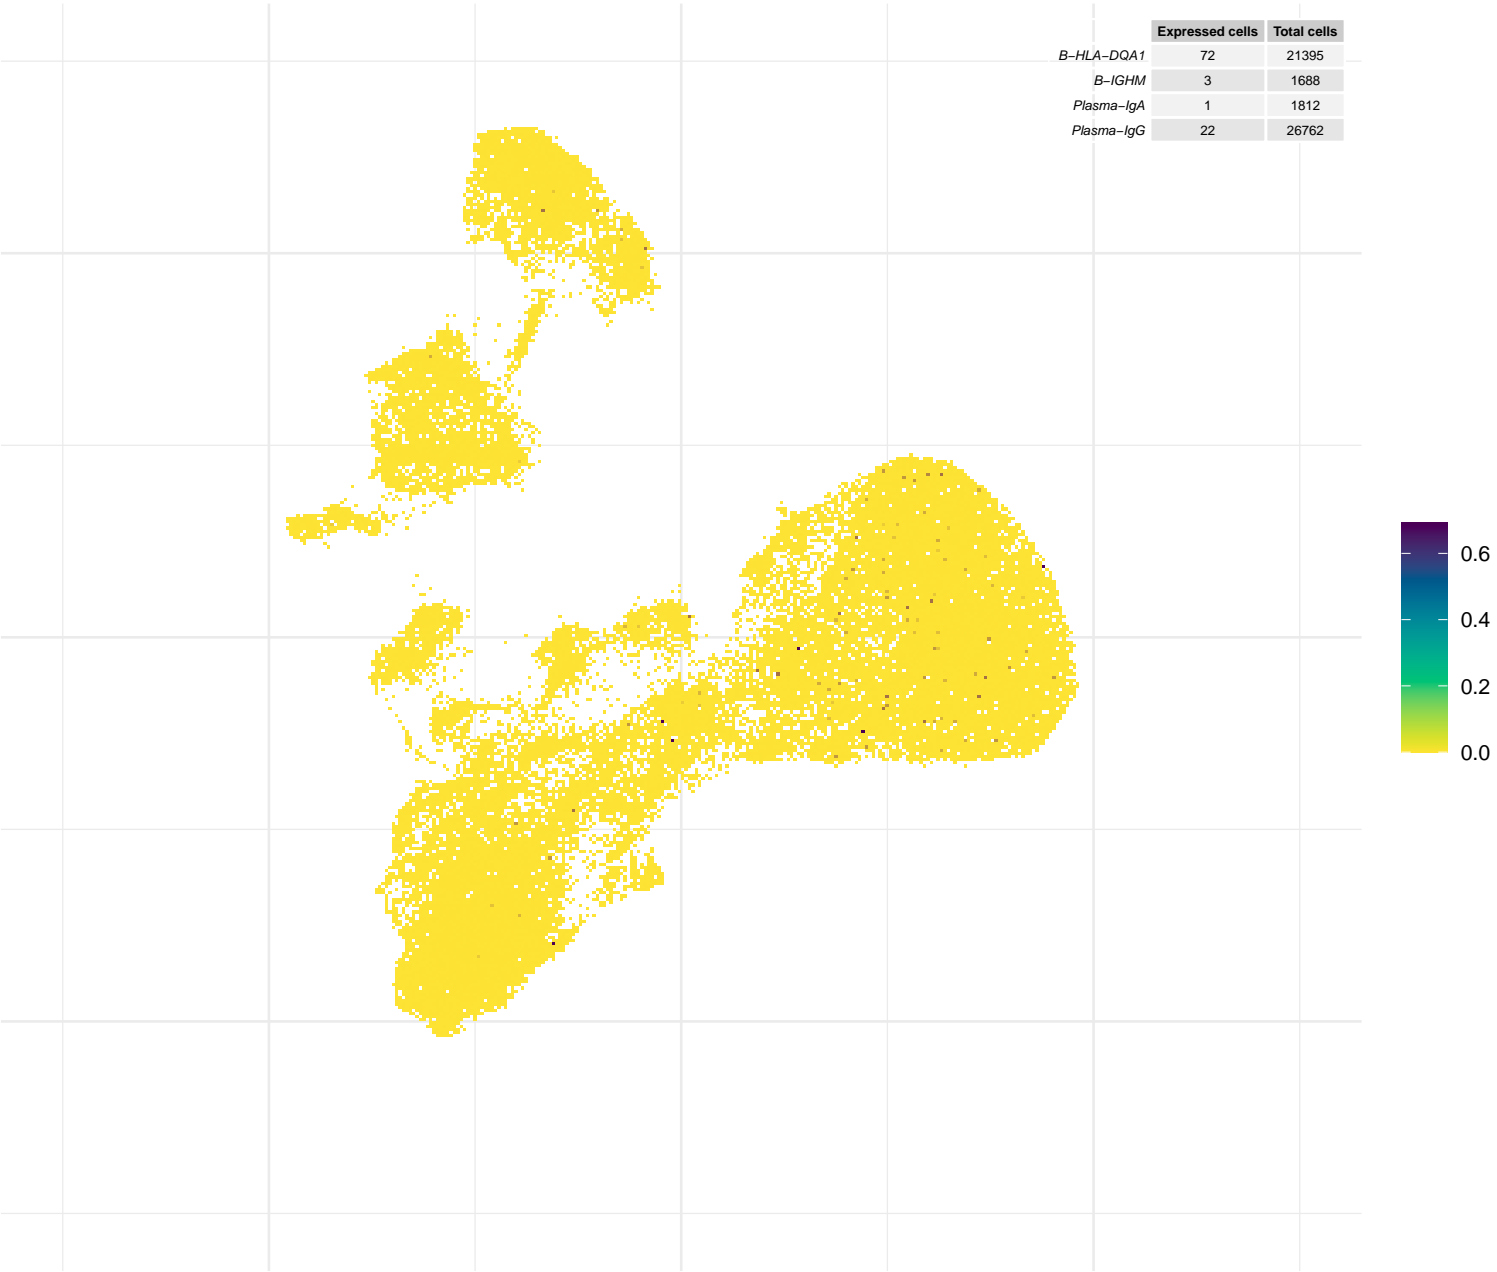 Expressed cells Total cells
B−HLA−DQA1 72 21395
B−IGHM 3 1688
Plasma−IgA 1 1812
Plasma−IgG 22 26762
0.6
0.4
0.2
0.0